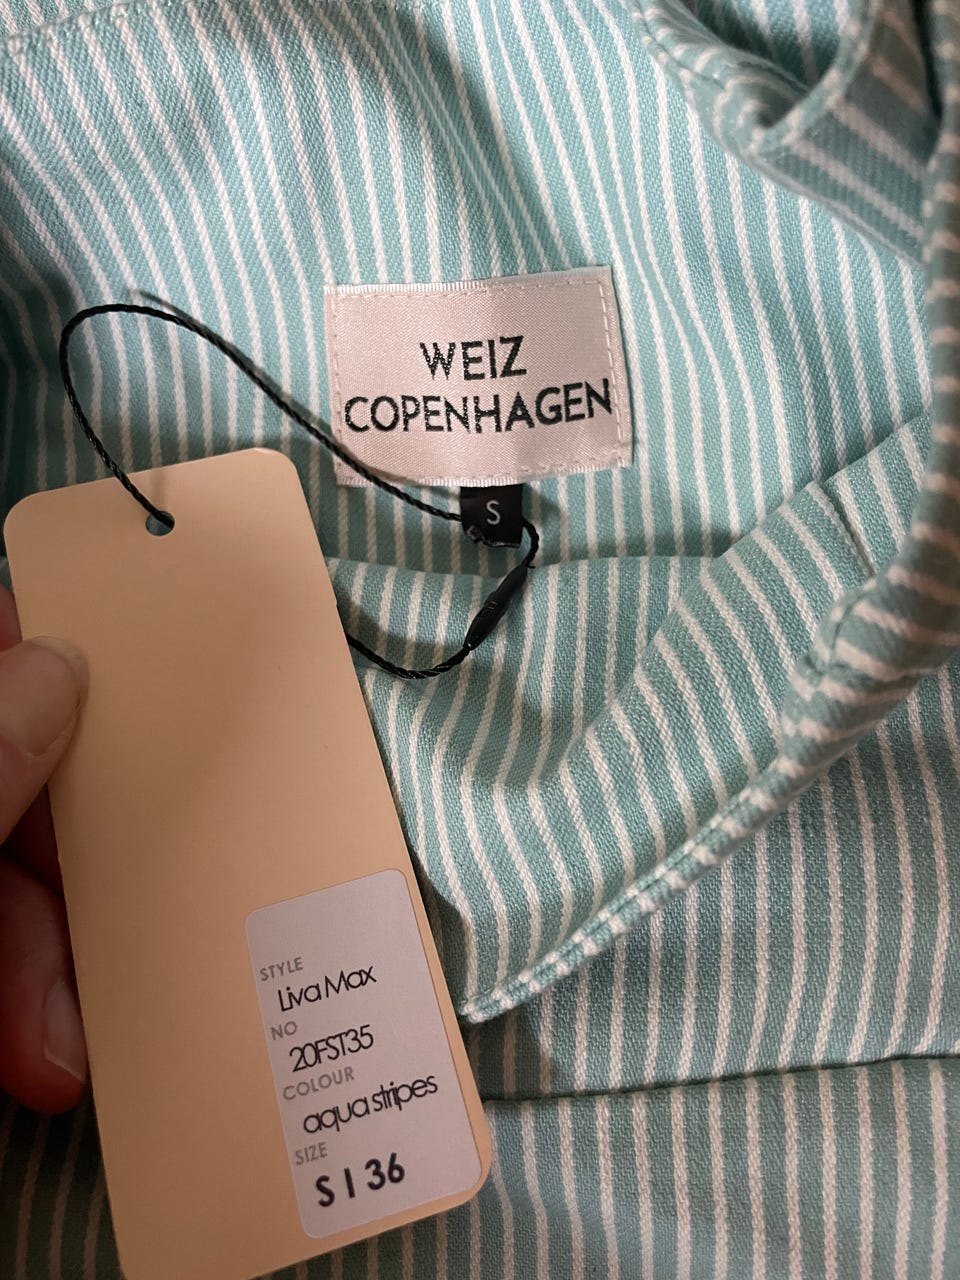 WEIZ
COPENHAGEN
S
STYLE
Liva Max
NO
20FST35
COLOUR
aqua stripes
SIZE
S | 36